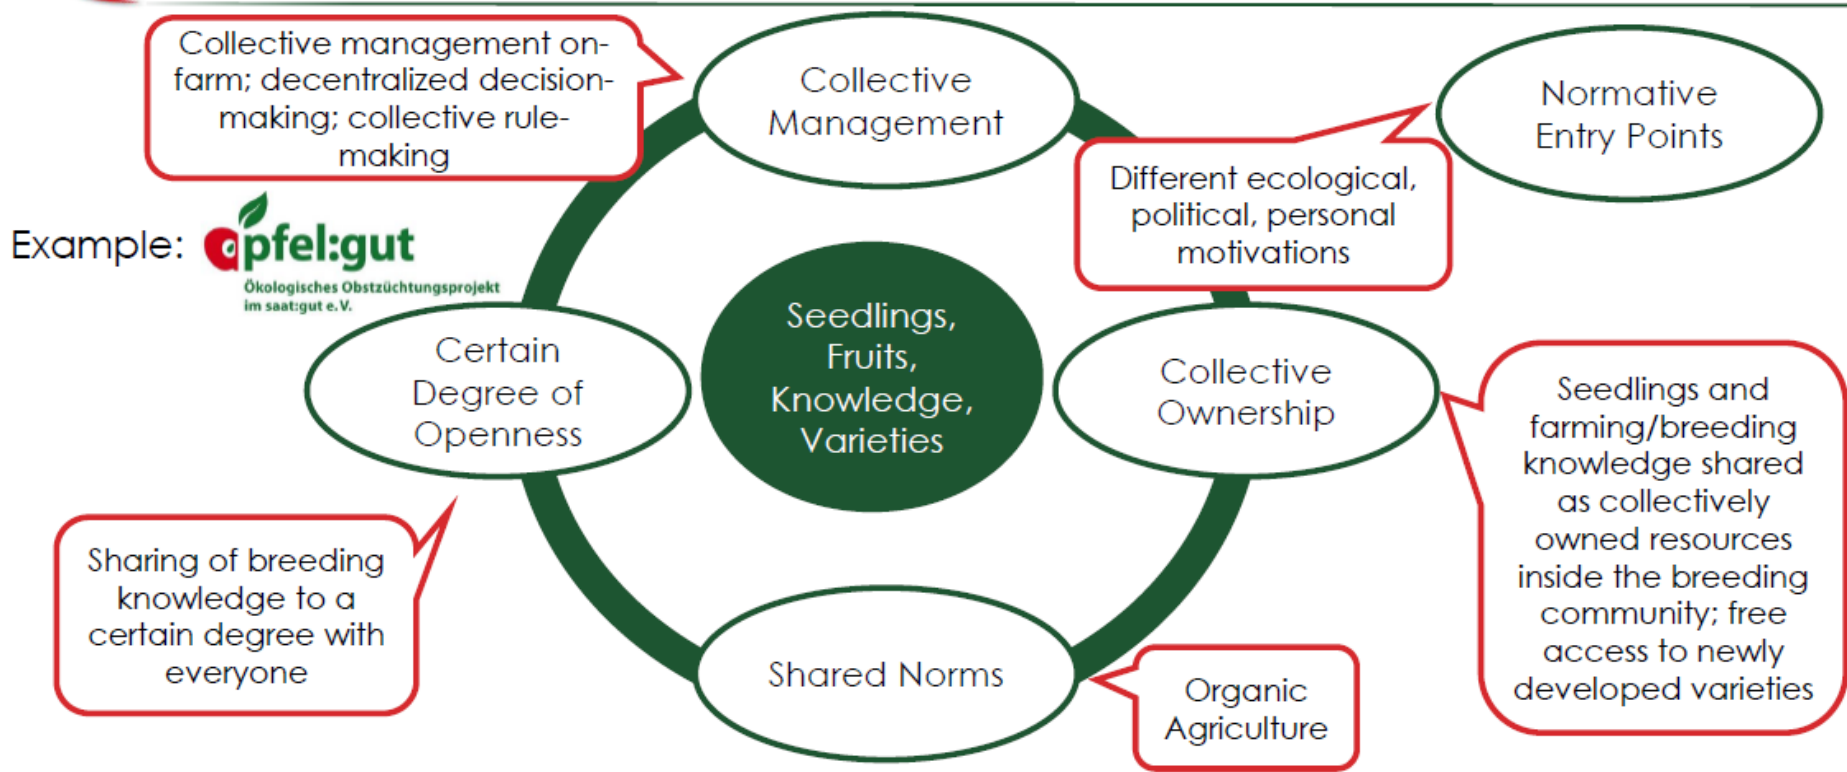 Collective management on-
farm; decentralized decision-
making; collective rule-
making
Collective
Management
Normative
Entry Points
Different ecological,
political, personal
motivations
Example:
apfel:gut
Ökologisches Obstzüchtungsprojekt
im saat:gut e.V.
Certain
Degree of
Openness
Seedlings,
Fruits,
Knowledge,
Varieties
Collective
Ownership
Seedlings and
farming/breeding
knowledge shared
as collectively
owned resources
inside the breeding
community; free
access to newly
developed varieties
Sharing of breeding
knowledge to a
certain degree with
everyone
Shared Norms
Organic
Agriculture